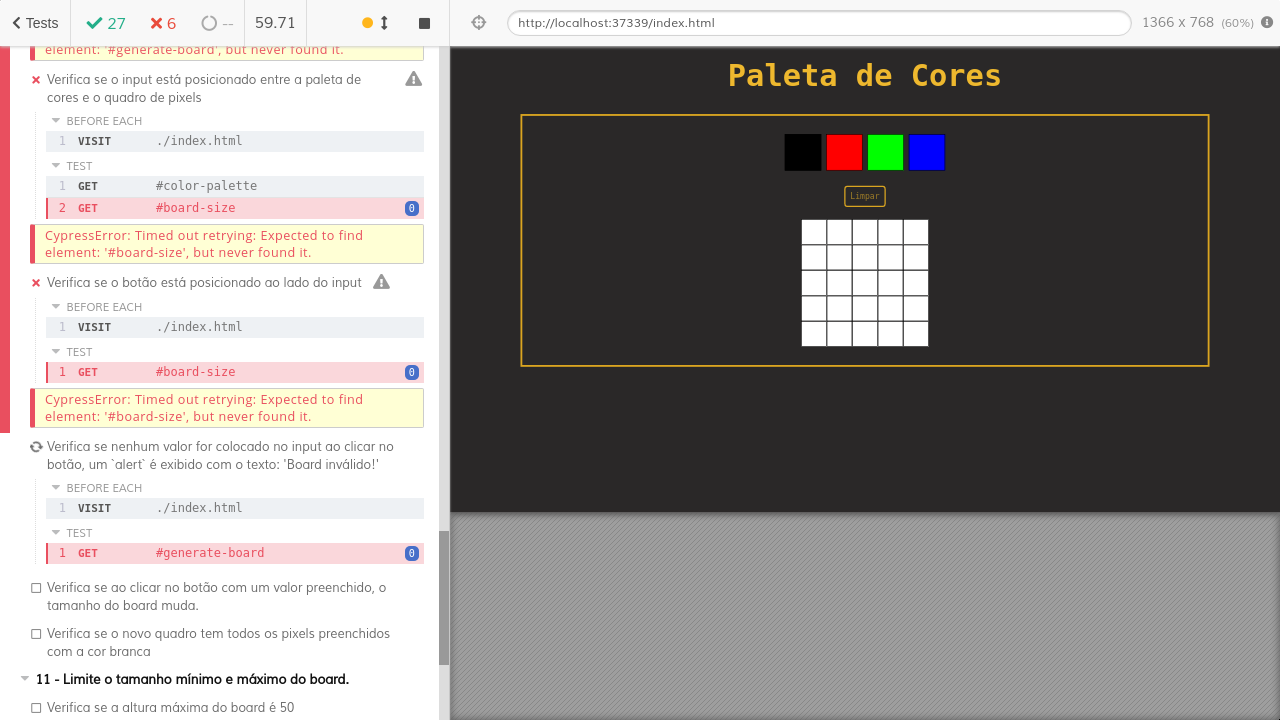 Tests
27
6
--
59.71
http://localhost:37339/index.html
1366 x 768 (60%)
element: '#generate-board', but never found it.
Verifica se o input está posicionado entre a paleta de
cores e o quadro de pixels
BEFORE EACH
1 VISIT ./index.html
TEST
1 GET #color-palette
2 GET #board-size 0
CypressError: Timed out retrying: Expected to find
element: '#board-size', but never found it.
Verifica se o botão está posicionado ao lado do input
BEFORE EACH
1 VISIT ./index.html
TEST
1 GET #board-size 0
CypressError: Timed out retrying: Expected to find
element: '#board-size', but never found it.
Verifica se nenhum valor for colocado no input ao clicar no
botão, um `alert` é exibido com o texto: 'Board inválido!'
BEFORE EACH
1 VISIT ./index.html
TEST
1 GET #generate-board 0
Verifica se ao clicar no botão com um valor preenchido, o
tamanho do board muda.
Verifica se o novo quadro tem todos os pixels preenchidos
com a cor branca
11 - Limite o tamanho mínimo e máximo do board.
Verifica se a altura máxima do board é 50
Paleta de Cores
Limpar